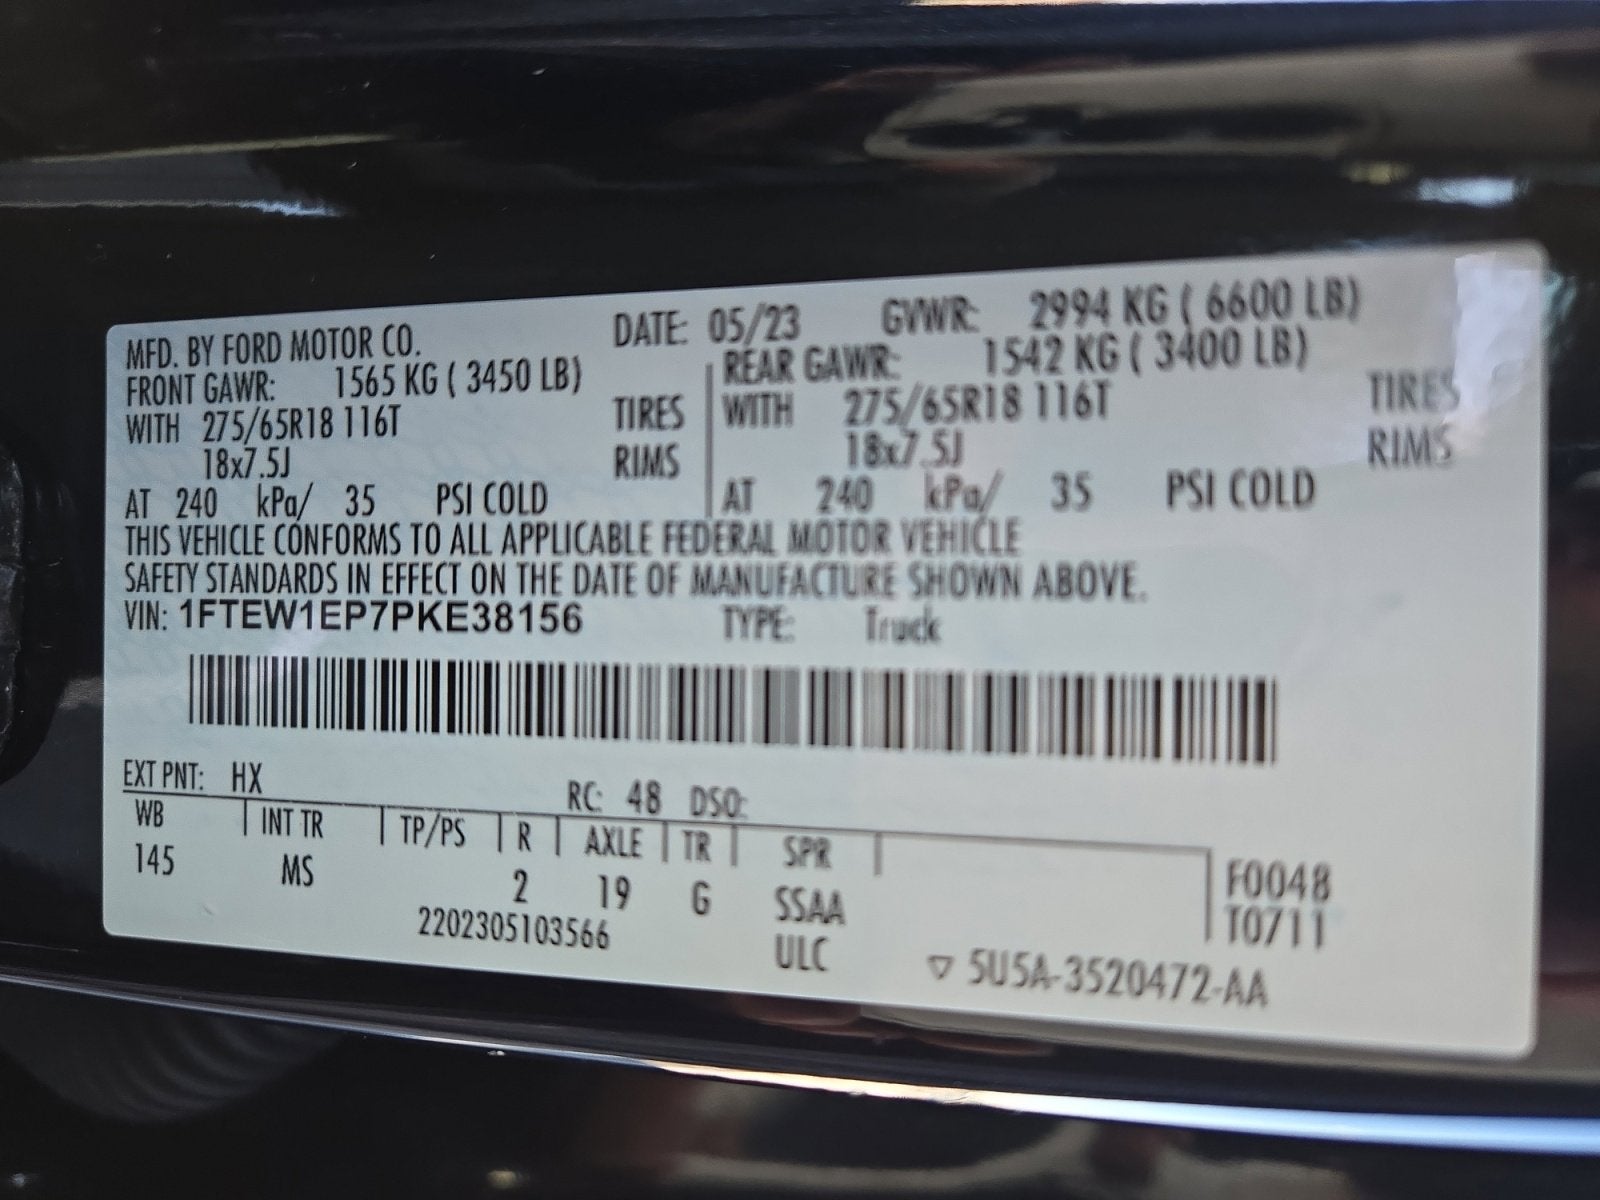 MFD. BY FORD MOTOR CO. DATE: 05/23 GVWR: 2994 KG ( 6600 LB)
FRONT GAWR: 1565 KG ( 3450 LB) REAR GAWR: 1542 KG ( 3400 LB)
WITH 275/65R18 116T TIRES WITH 275/65R18 116T TIRES
18x7.5J RIMS 18x7.5J RIMS
AT 240 kPa/ 35 PSI COLD AT 240 kPa/ 35 PSI COLD
THIS VEHICLE CONFORMS TO ALL APPLICABLE FEDERAL MOTOR VEHICLE
SAFETY STANDARDS IN EFFECT ON THE DATE OF MANUFACTURE SHOWN ABOVE.
VIN: 1FTEW1EP7PKE38156 TYPE: Truck
EXT PNT: HX RC: 48 DSO:
WB INT TR TP/PS R AXLE TR SPR
145 MS 2 19 G SSAA F0048
2202305103566 ULC T0711
▽ 5U5A-3520472-AA